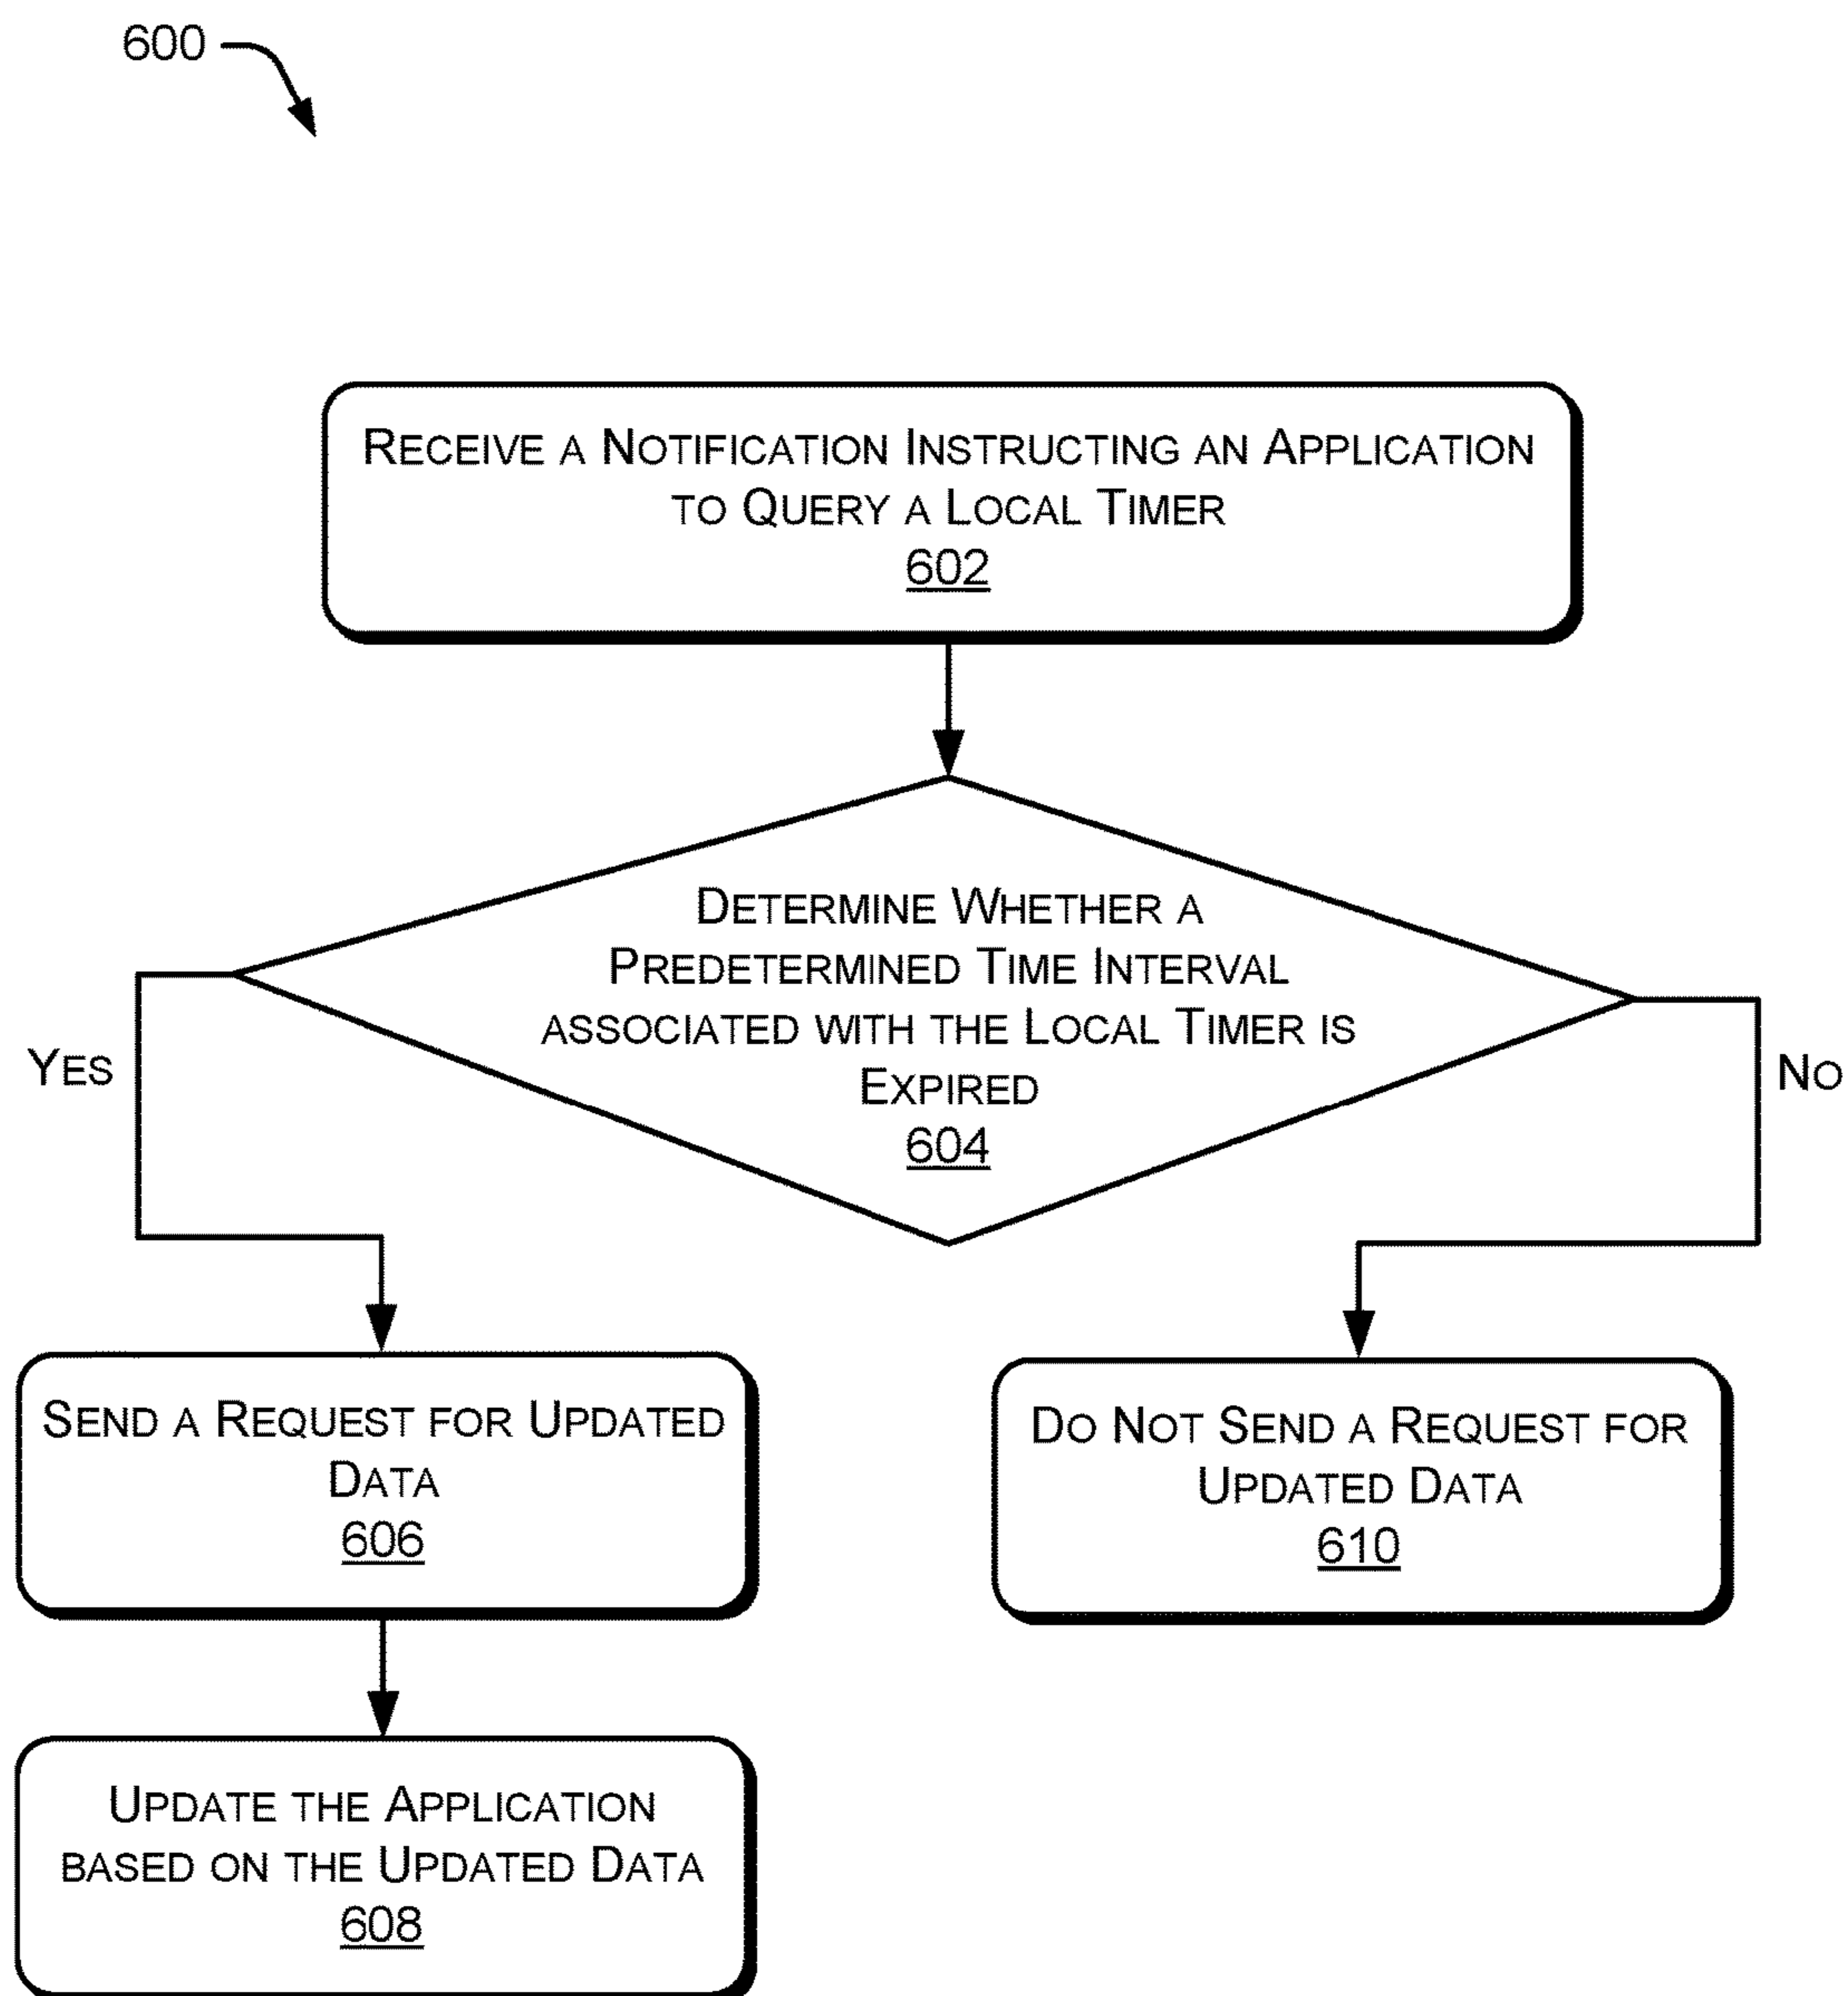 600
RECEIVE A NOTIFICATION INSTRUCTING AN APPLICATION
TO QUERY A LOCAL TIMER
602
DETERMINE WHETHER A
PREDETERMINED TIME INTERVAL
ASSOCIATED WITH THE LOCAL TIMER IS
EXPIRED
604
YES
NO
SEND A REQUEST FOR UPDATED
DATA
606
DO NOT SEND A REQUEST FOR
UPDATED DATA
610
UPDATE THE APPLICATION
BASED ON THE UPDATED DATA
608